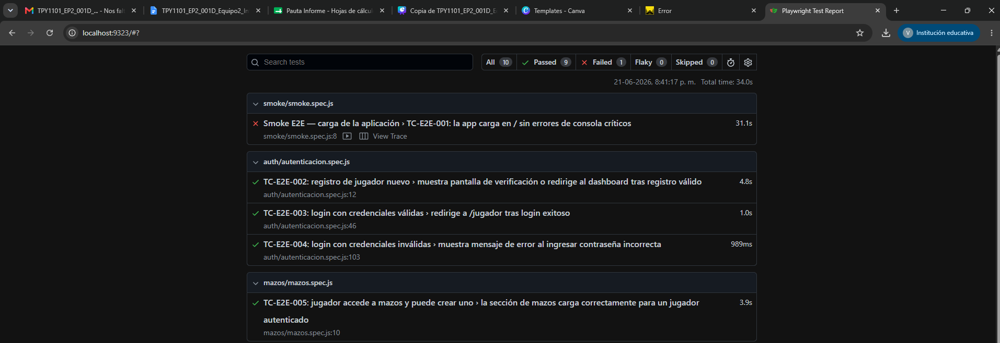 TPY1101_EP2_001D_... - Nos fal
TPY1101_EP2_001D_Equipo2_In
Pauta Informe - Hojas de cálcul
Copia de TPY1101_EP2_001D_E
Templates - Canva
Error
Playwright Test Report
localhost:9323/#?
V Institución educativa
Search tests
All 10 Passed 9 Failed 1 Flaky 0 Skipped 0
21-06-2026, 8:41:17 p. m. Total time: 34.0s
smoke/smoke.spec.js
Smoke E2E — carga de la aplicación › TC-E2E-001: la app carga en / sin errores de consola críticos 31.1s
smoke/smoke.spec.js:8 View Trace
auth/autenticacion.spec.js
TC-E2E-002: registro de jugador nuevo › muestra pantalla de verificación o redirige al dashboard tras registro válido 4.8s
auth/autenticacion.spec.js:12
TC-E2E-003: login con credenciales válidas › redirige a /jugador tras login exitoso 1.0s
auth/autenticacion.spec.js:46
TC-E2E-004: login con credenciales inválidas › muestra mensaje de error al ingresar contraseña incorrecta 989ms
auth/autenticacion.spec.js:103
mazos/mazos.spec.js
TC-E2E-005: jugador accede a mazos y puede crear uno › la sección de mazos carga correctamente para un jugador 3.9s
autenticado
mazos/mazos.spec.js:10